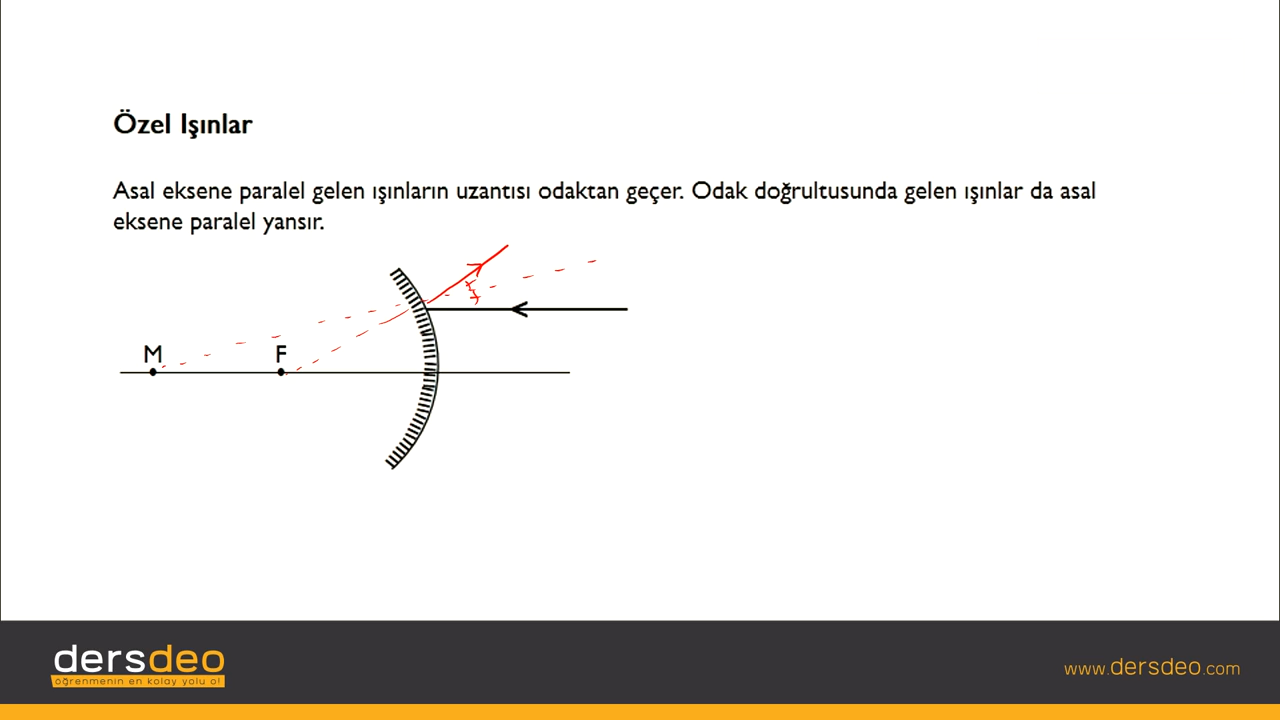 Özel Işınlar
Asal eksene paralel gelen ışınların uzantısı odaktan geçer. Odak doğrultusunda gelen ışınlar da asal
eksene paralel yansır.
M
F
dersdeo
öğrenmenin en kolay yolu o!
www.dersdeo.com